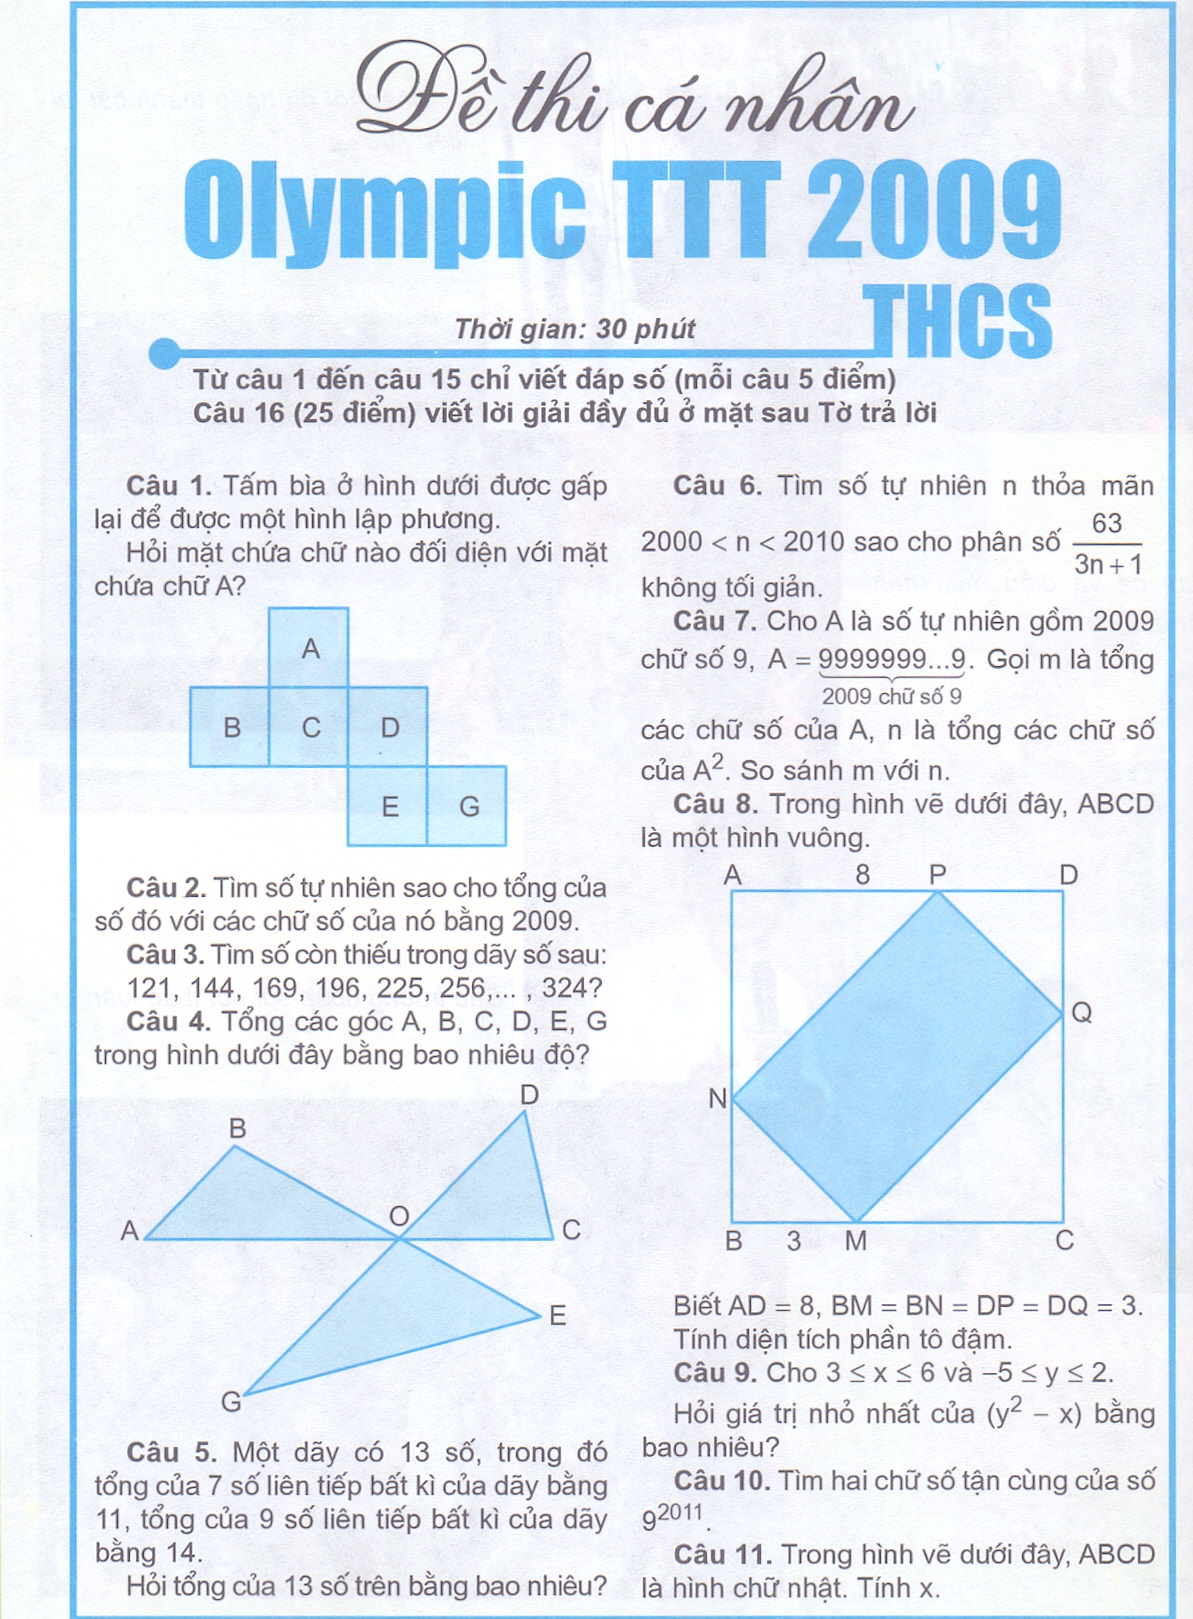 Đề thi cá nhân
Olympic TTT 2009
THCS
Thời gian: 30 phút
Từ câu 1 đến câu 15 chỉ viết đáp số (mỗi câu 5 điểm)
Câu 16 (25 điểm) viết lời giải đầy đủ ở mặt sau Tờ trả lời
Câu 1. Tấm bìa ở hình dưới được gấp
lại để được một hình lập phương.
Hỏi mặt chứa chữ nào đối diện với mặt
chứa chữ A?
A
B C D
E G
Câu 2. Tìm số tự nhiên sao cho tổng của
số đó với các chữ số của nó bằng 2009.
Câu 3. Tìm số còn thiếu trong dãy số sau:
121, 144, 169, 196, 225, 256,... , 324?
Câu 4. Tổng các góc A, B, C, D, E, G
trong hình dưới đây bằng bao nhiêu độ?
D
B
O
A
C
E
G
Câu 5. Một dãy có 13 số, trong đó
tổng của 7 số liên tiếp bất kì của dãy bằng
11, tổng của 9 số liên tiếp bất kì của dãy
bằng 14.
Hỏi tổng của 13 số trên bằng bao nhiêu?
Câu 6. Tìm số tự nhiên n thỏa mãn
2000 < n < 2010 sao cho phân số 63/(3n + 1)
không tối giản.
Câu 7. Cho A là số tự nhiên gồm 2009
chữ số 9, A = 9999999...9. Gọi m là tổng
2009 chữ số 9
các chữ số của A, n là tổng các chữ số
của A². So sánh m với n.
Câu 8. Trong hình vẽ dưới đây, ABCD
là một hình vuông.
A 8 P D
Q
N
B 3 M C
Biết AD = 8, BM = BN = DP = DQ = 3.
Tính diện tích phần tô đậm.
Câu 9. Cho 3 ≤ x ≤ 6 và –5 ≤ y ≤ 2.
Hỏi giá trị nhỏ nhất của (y² – x) bằng
bao nhiêu?
Câu 10. Tìm hai chữ số tận cùng của số
9²⁰¹¹.
Câu 11. Trong hình vẽ dưới đây, ABCD
là hình chữ nhật. Tính x.